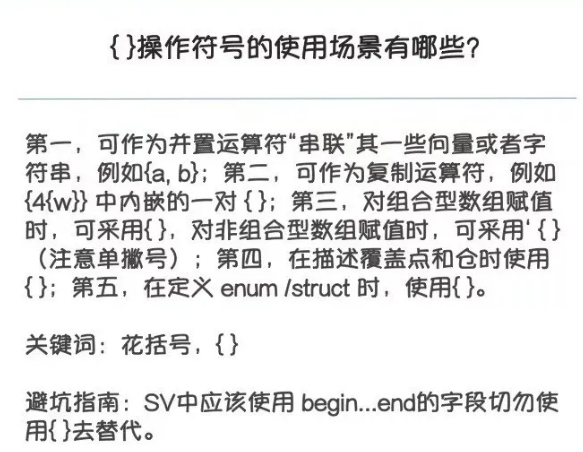 { }操作符号的使用场景有哪些?
第一，可作为并置运算符“串联”其一些向量或者字
符串，例如{a, b}；第二，可作为复制运算符，例如
{4{w}} 中内嵌的一对 { }；第三，对组合型数组赋值
时，可采用{ }，对非组合型数组赋值时，可采用‘ { }
（注意单撇号）；第四，在描述覆盖点和仓时使用
{ }；第五，在定义 enum /struct 时，使用{ }。
关键词：花括号，{ }
避坑指南：SV中应该使用 begin...end的字段切勿使
用{ }去替代。